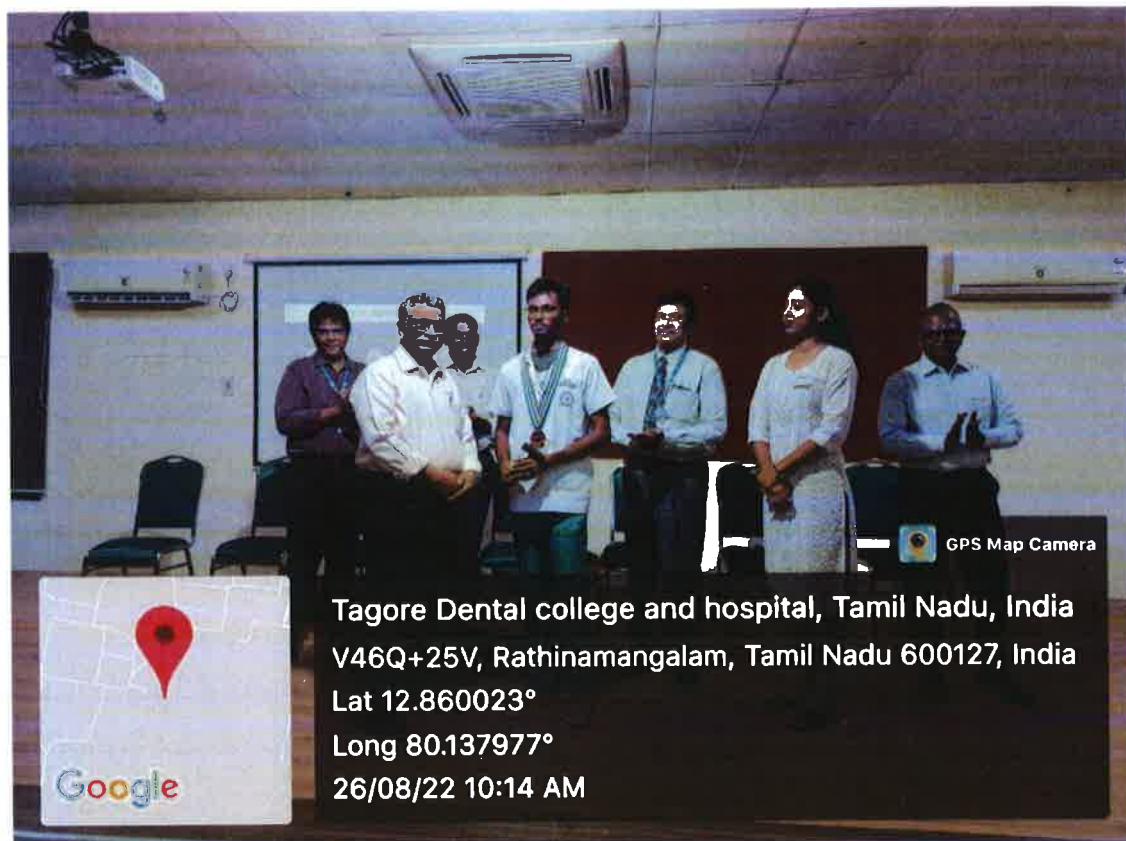 GPS Map Camera
Tagore Dental college and hospital, Tamil Nadu, India
V46Q+25V, Rathinamangalam, Tamil Nadu 600127, India
Lat 12.860023°
Long 80.137977°
26/08/22 10:14 AM
Google